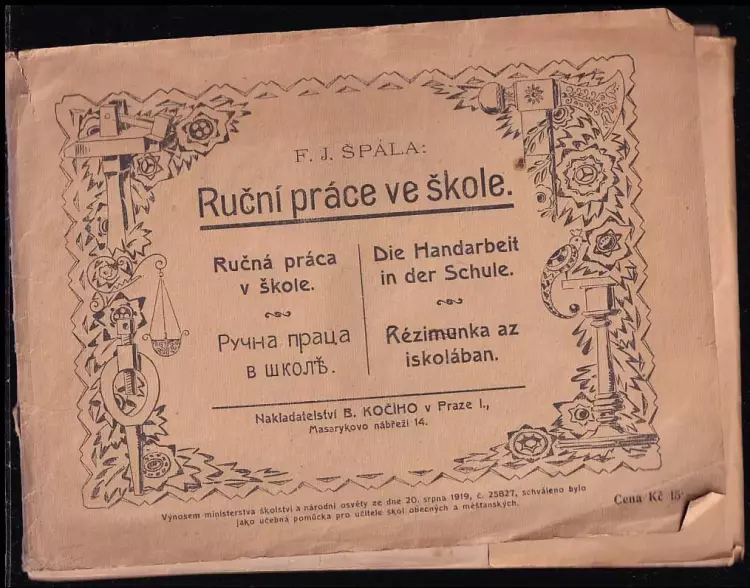 F. J. ŠPÁLA:
Ruční práce ve škole.
Ručná práca
v škole.
Ручна праца
в школѣ.
Die Handarbeit
in der Schule.
Rézimunka az
iskolában.
Nakladatelství B. KOČÍHO v Praze I.,
Masarykovo nábřeží 14.
Výnosem ministerstva školství a národní osvěty ze dne 20. srpna 1919, č. 25827, schváleno bylo
jako učebná pomůcka pro učitele škol obecných a měšťanských.
Cena Kč